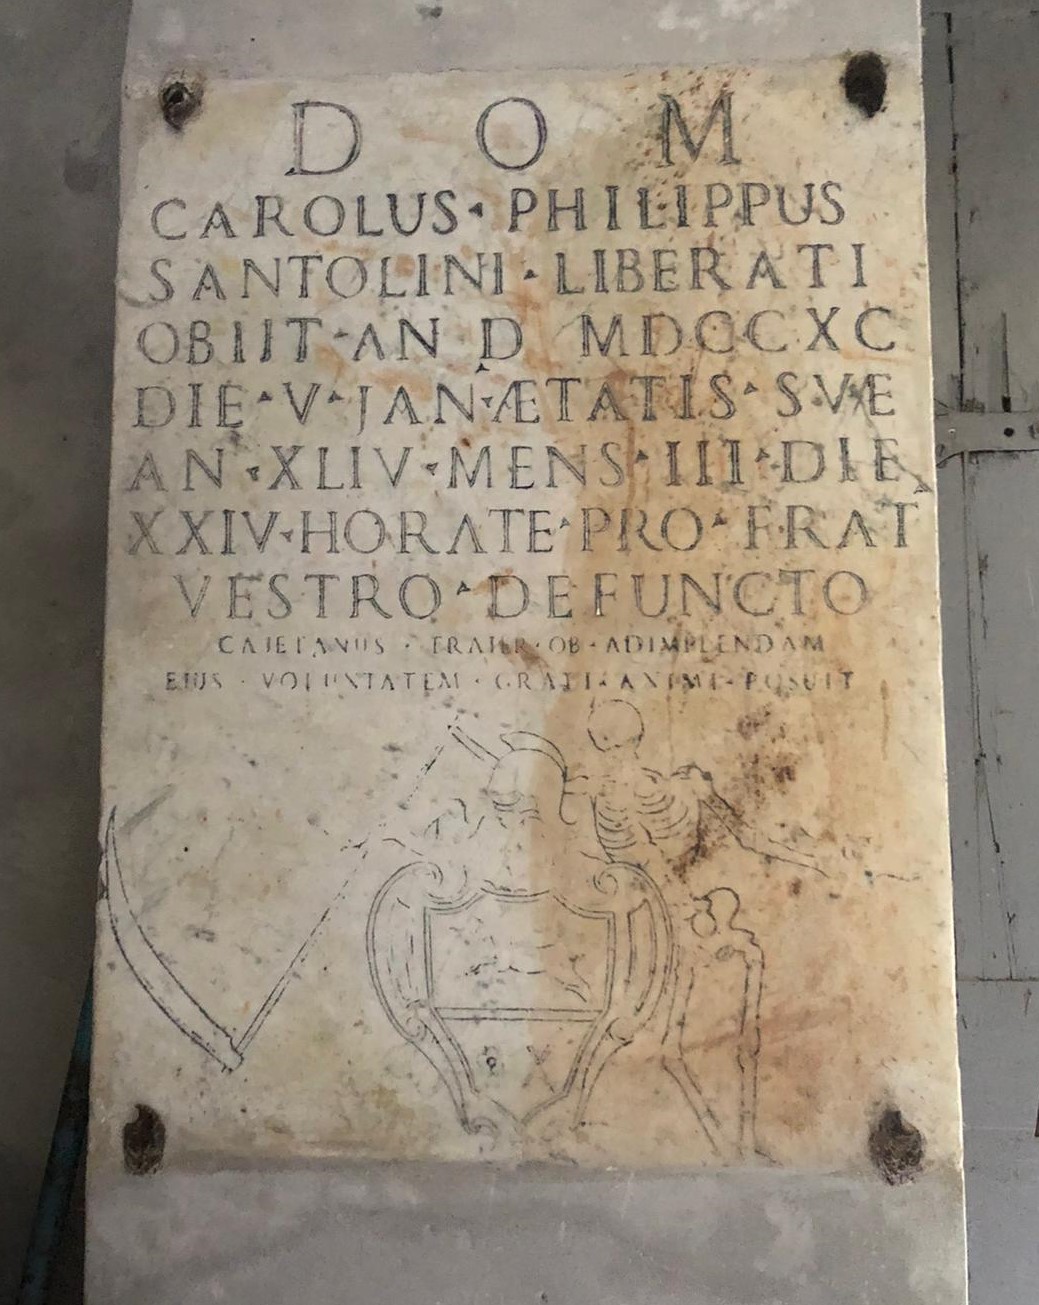 D O M
CAROLUS · PHILIPPUS
SANTOLINI · LIBERATI
OBIIT · AN D MDCCXC
DIE · V · JAN · ÆTATIS · SVÆ
AN · XLIV · MENS · III · DIE
XXIV · HORATE · PRO · FRAT
VESTRO · DEFUNCTO
CAJETANUS · FRATER · OB · ADIMPLENDAM
EIUS · VOLUNTATEM · GRATI · ANIMI · POSUIT